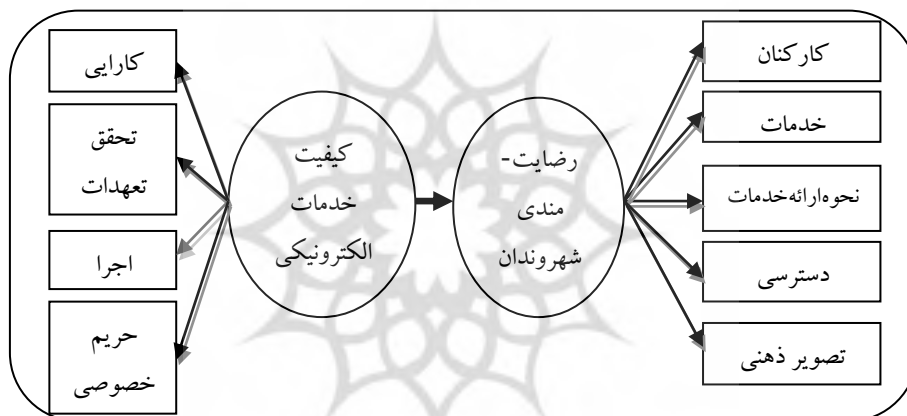 کارایی
تحقق
تعهدات
اجرا
حریم
خصوصی
کیفیت
خدمات
الکترونیکی
رضایت-
مندی
شهروندان
کارکنان
خدمات
نحوه‌ارائه‌خدمات
دسترسی
تصویر ذهنی